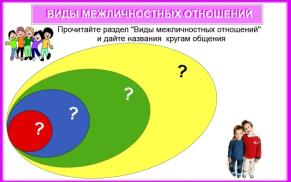 ВИДЫ МЕЖЛИЧНОСТНЫХ ОТНОШЕНИЙ
Прочитайте раздел "Виды межличностных отношений"
и дайте названия кругам общения
?
?
?
?